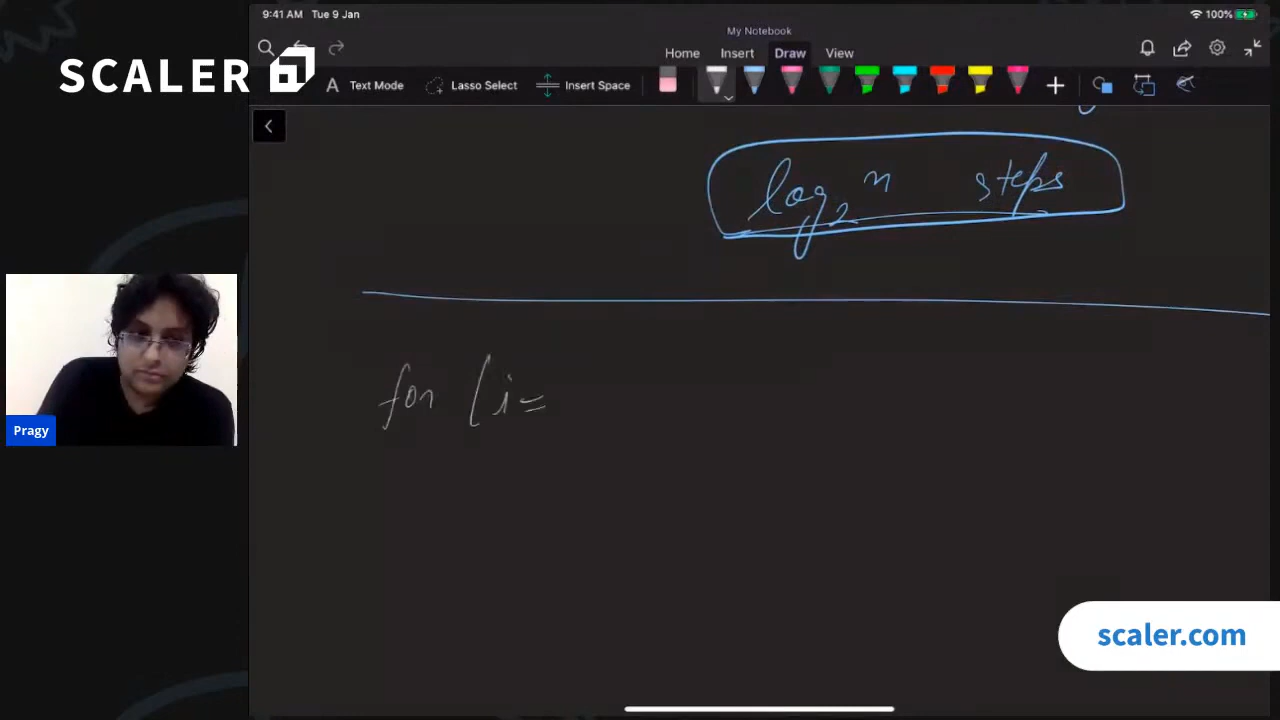 9:41 AM Tue 9 Jan
100%
My Notebook
Home Insert Draw View
SCALER
Text Mode Lasso Select Insert Space
log₂ n steps
for (i=
Pragy
scaler.com